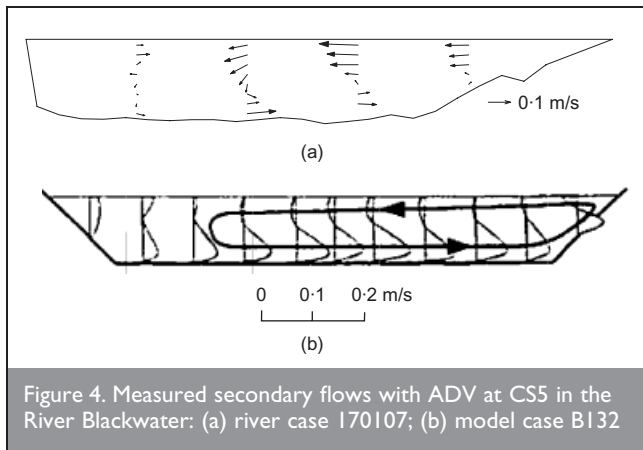 0·1 m/s
(a)
0 0·1 0·2 m/s
(b)
Figure 4. Measured secondary flows with ADV at CS5 in the
River Blackwater: (a) river case 170107; (b) model case B132